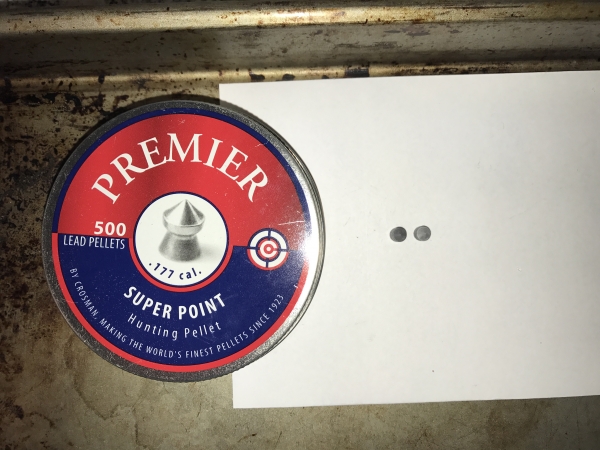 PREMIER
500
LEAD PELLETS
.177 cal.
SUPER POINT
Hunting Pellet
BY CROSMAN, MAKING THE WORLD'S FINEST PELLETS SINCE 1923